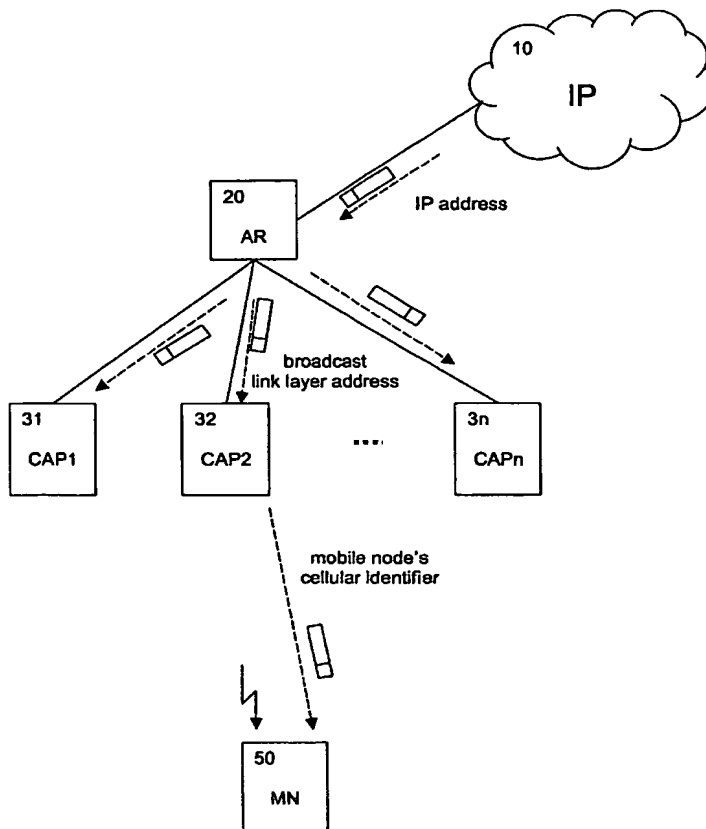 10
IP
20
AR
IP address
broadcast
link layer address
31
CAP1
32
CAP2
3n
CAPn
mobile node's
cellular identifier
50
MN